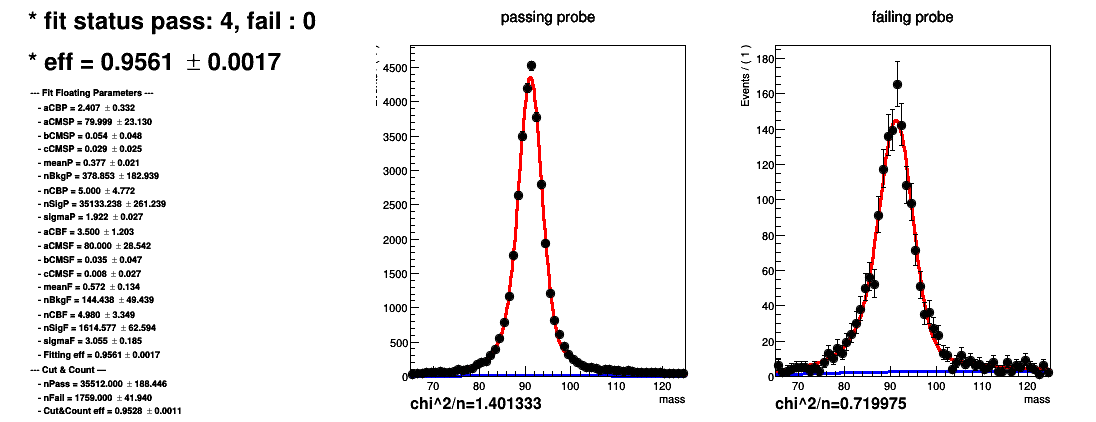 * fit status pass: 4, fail : 0
* eff = 0.9561 ± 0.0017
--- Fit Floating Parameters ---
- aCBP = 2.407 ± 0.332
- aCMSP = 79.999 ± 23.130
- bCMSP = 0.054 ± 0.048
- cCMSP = 0.029 ± 0.025
- meanP = 0.377 ± 0.021
- nBkgP = 378.853 ± 182.939
- nCBP = 5.000 ± 4.772
- nSigP = 35133.238 ± 261.239
- sigmaP = 1.922 ± 0.027
- aCBF = 3.500 ± 1.203
- aCMSF = 80.000 ± 28.542
- bCMSF = 0.035 ± 0.047
- cCMSF = 0.008 ± 0.027
- meanF = 0.572 ± 0.134
- nBkgF = 144.438 ± 49.439
- nCBF = 4.980 ± 3.349
- nSigF = 1614.577 ± 62.594
- sigmaF = 3.055 ± 0.185
- Fitting eff = 0.9561 ± 0.0017
--- Cut & Count ---
- nPass = 35512.000 ± 188.446
- nFail = 1759.000 ± 41.940
- Cut&Count eff = 0.9528 ± 0.0011
passing probe
4500
4000
3500
3000
2500
2000
1500
1000
500
0
70 80 90 100 110 120
mass
chi^2/n=1.401333
failing probe
Events / ( 1 )
180
160
140
120
100
80
60
40
20
0
70 80 90 100 110 120
mass
chi^2/n=0.719975